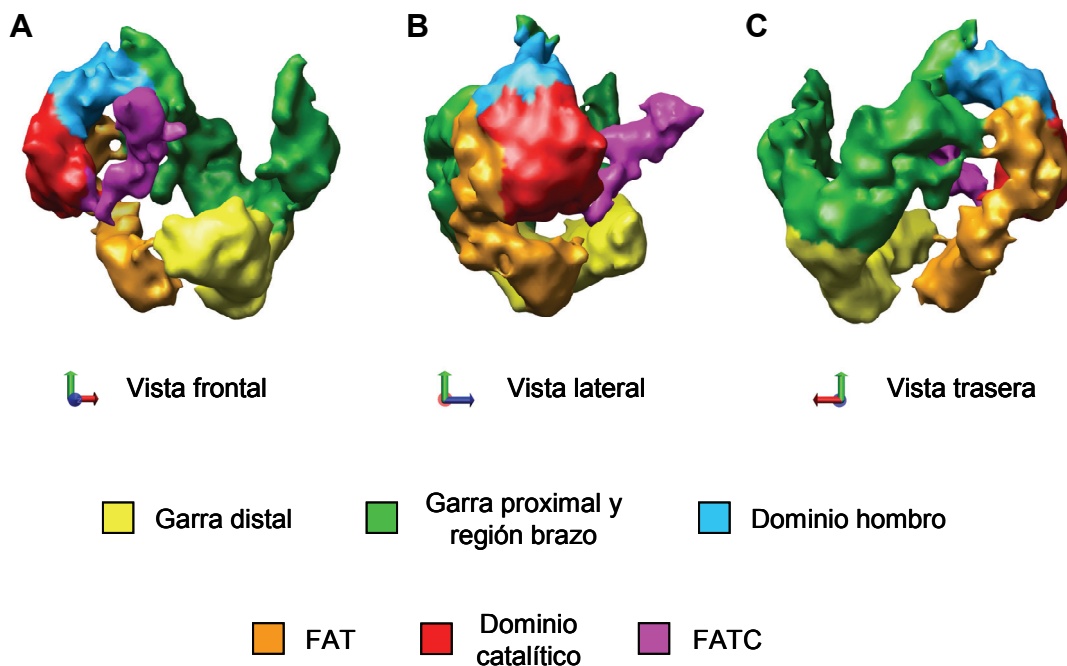 A
B
C
Vista frontal
Vista lateral
Vista trasera
Garra distal
Garra proximal y
región brazo
Dominio hombro
FAT
Dominio
catalítico
FATC